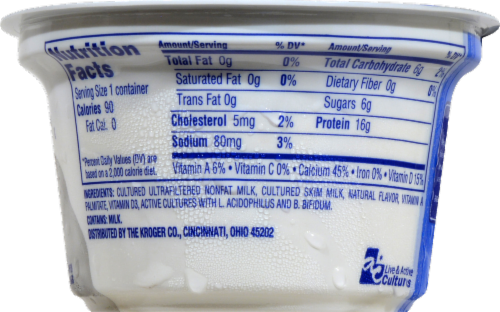 Nutrition Facts
Serving Size 1 container
Calories 90
Fat Cal. 0
*Percent Daily Values (DV) are
based on a 2,000 calorie diet.
Amount/Serving % DV*
Total Fat 0g 0%
Saturated Fat 0g 0%
Trans Fat 0g
Cholesterol 5mg 2%
Sodium 80mg 3%
Amount/Serving %DV*
Total Carbohydrate 6g 2%
Dietary Fiber 0g 0%
Sugars 6g
Protein 16g
Vitamin A 6% • Vitamin C 0% • Calcium 45% • Iron 0% • Vitamin D 15%
INGREDIENTS: CULTURED ULTRAFILTERED NONFAT MILK, CULTURED SKIM MILK, NATURAL FLAVOR, VITAMIN A
PALMITATE, VITAMIN D3, ACTIVE CULTURES WITH L. ACIDOPHILUS AND B. BIFIDUM.
CONTAINS: MILK.
DISTRIBUTED BY THE KROGER CO., CINCINNATI, OHIO 45202
Live & Active
Cultures